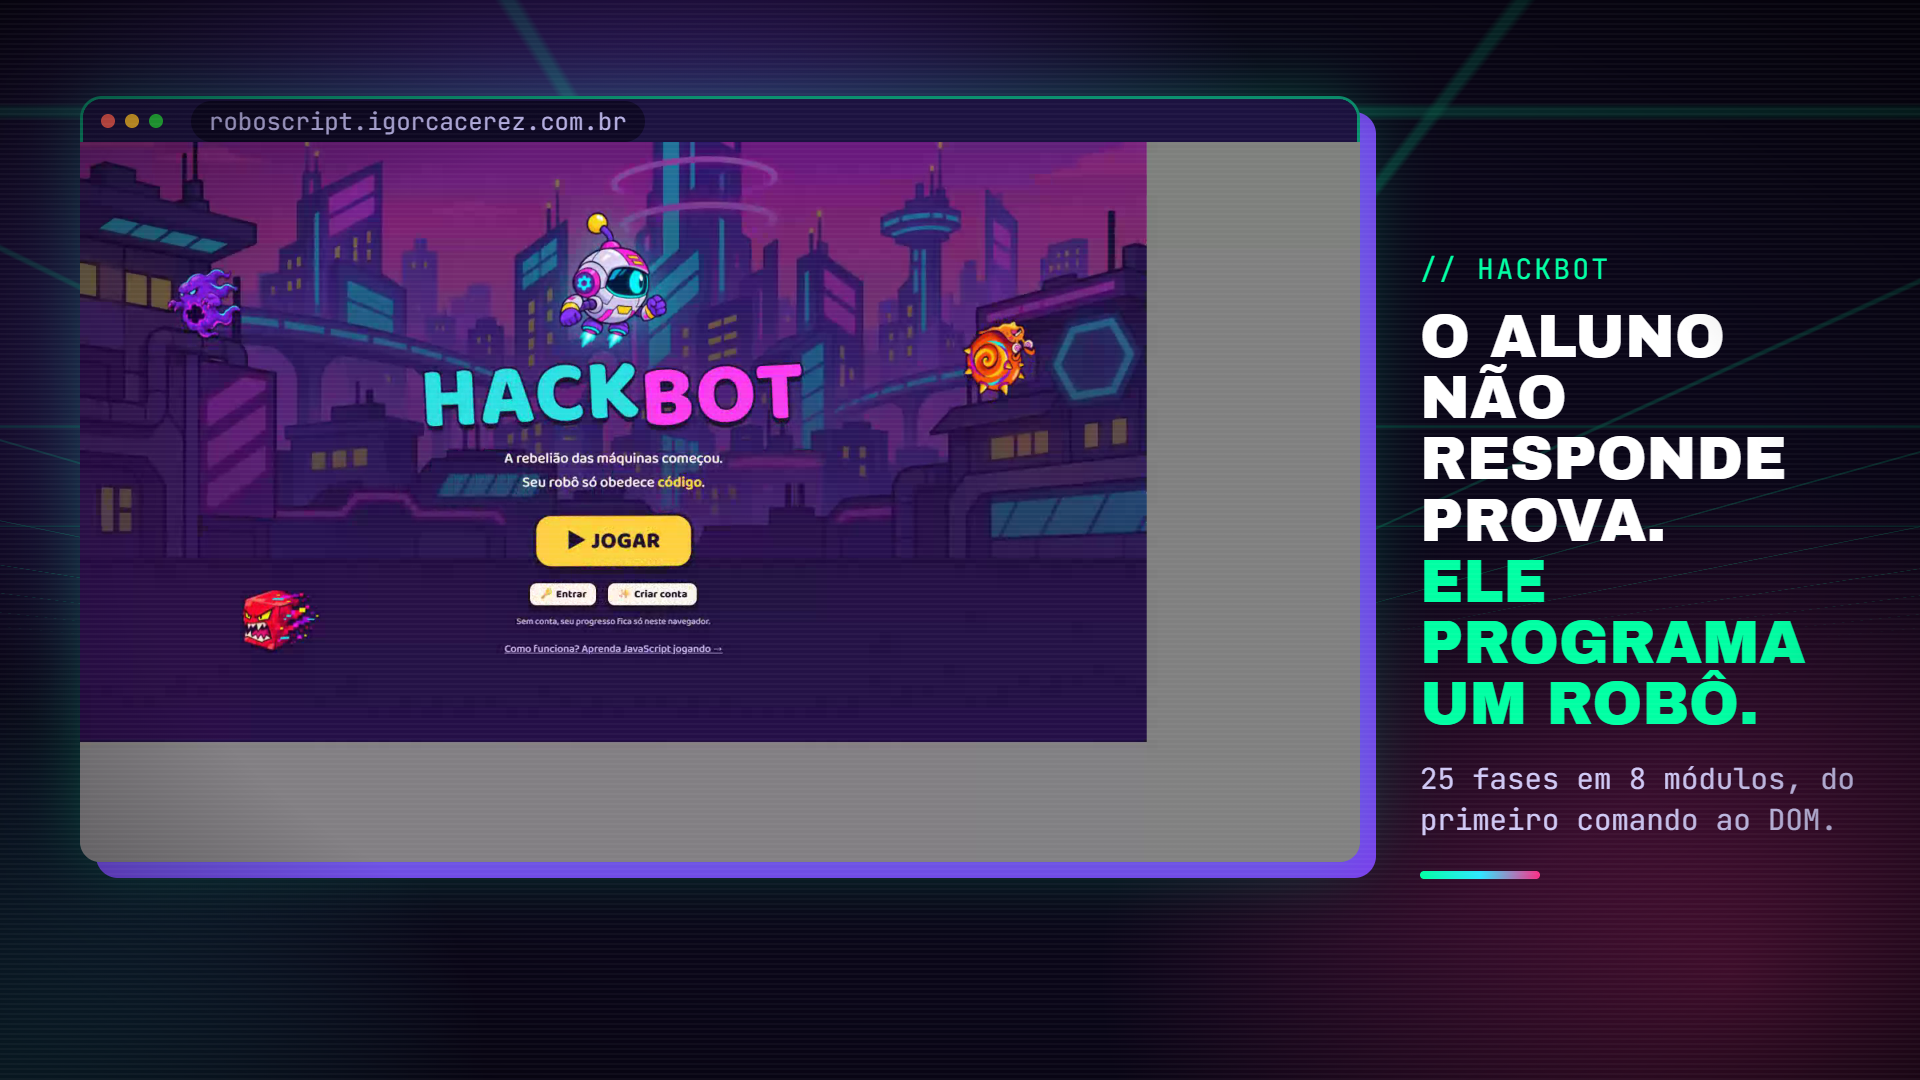 roboscript.igorcacerez.com.br
HACKBOT
A rebelião das máquinas começou.
Seu robô só obedece código.
▶ JOGAR
🔑 Entrar
✨ Criar conta
Sem conta, seu progresso fica só neste navegador.
Como funciona? Aprenda JavaScript jogando →
// HACKBOT
O ALUNO
NÃO
RESPONDE
PROVA.
ELE
PROGRAMA
UM ROBÔ.
25 fases em 8 módulos, do
primeiro comando ao DOM.